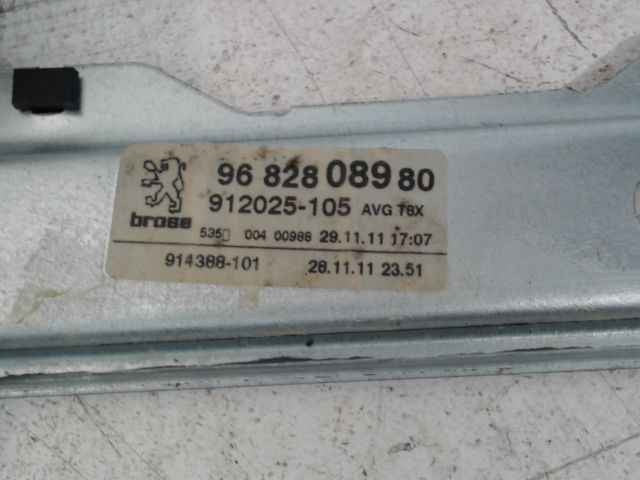 96 828 089 80
912025-105 AVG T8X
brose
535▯ 004 00986 29.11.11 17:07
914388-101 28.11.11 23.51